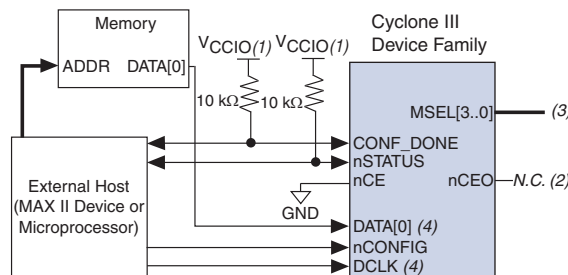 Memory
ADDR DATA[0]
VCCIO(1) VCCIO(1)
10 kΩ 10 kΩ
Cyclone III
Device Family
MSEL[3..0] (3)
CONF_DONE
nSTATUS
nCE nCEO N.C. (2)
GND
External Host
(MAX II Device or
Microprocessor)
DATA[0] (4)
nCONFIG
DCLK (4)